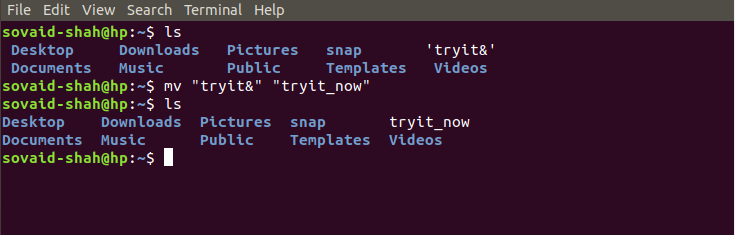 File Edit View Search Terminal Help
sovaid-shah@hp:~$ ls
Desktop Downloads Pictures snap 'tryit&'
Documents Music Public Templates Videos
sovaid-shah@hp:~$ mv "tryit&" "tryit_now"
sovaid-shah@hp:~$ ls
Desktop Downloads Pictures snap tryit_now
Documents Music Public Templates Videos
sovaid-shah@hp:~$